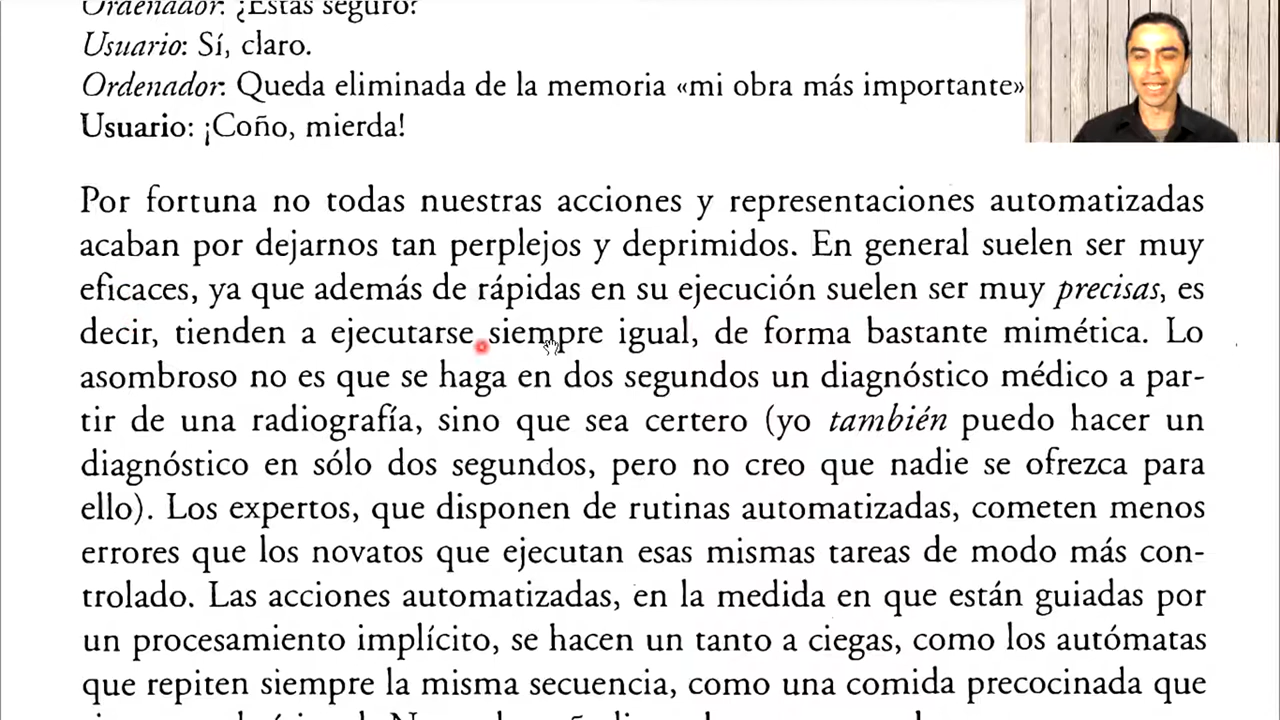 Ordenador: ¿Estás seguro?
Usuario: Sí, claro.
Ordenador: Queda eliminada de la memoria «mi obra más importante»
Usuario: ¡Coño, mierda!
Por fortuna no todas nuestras acciones y representaciones automatizadas
acaban por dejarnos tan perplejos y deprimidos. En general suelen ser muy
eficaces, ya que además de rápidas en su ejecución suelen ser muy precisas, es
decir, tienden a ejecutarse siempre igual, de forma bastante mimética. Lo
asombroso no es que se haga en dos segundos un diagnóstico médico a par-
tir de una radiografía, sino que sea certero (yo también puedo hacer un
diagnóstico en sólo dos segundos, pero no creo que nadie se ofrezca para
ello). Los expertos, que disponen de rutinas automatizadas, cometen menos
errores que los novatos que ejecutan esas mismas tareas de modo más con-
trolado. Las acciones automatizadas, en la medida en que están guiadas por
un procesamiento implícito, se hacen un tanto a ciegas, como los autómatas
que repiten siempre la misma secuencia, como una comida precocinada que